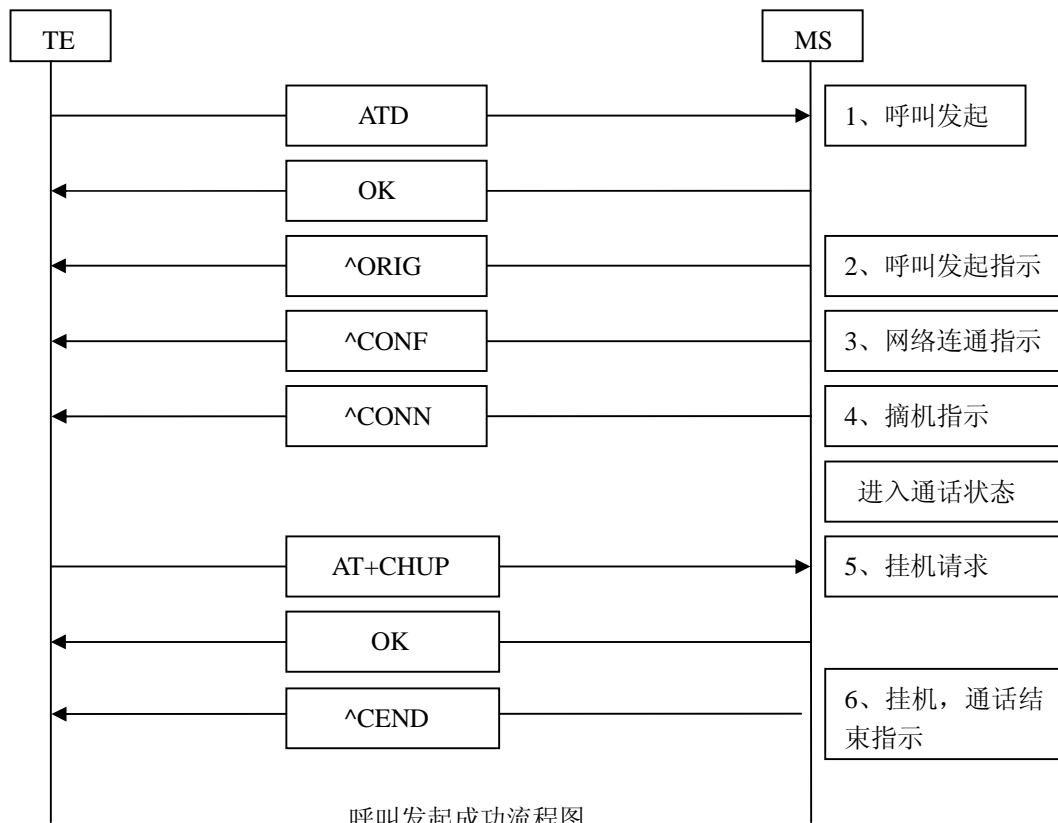 TE
MS
ATD
1、呼叫发起
OK
^ORIG
2、呼叫发起指示
^CONF
3、网络连通指示
^CONN
4、摘机指示
进入通话状态
AT+CHUP
5、挂机请求
OK
^CEND
6、挂机，通话结
束指示
呼叫发起成功流程图